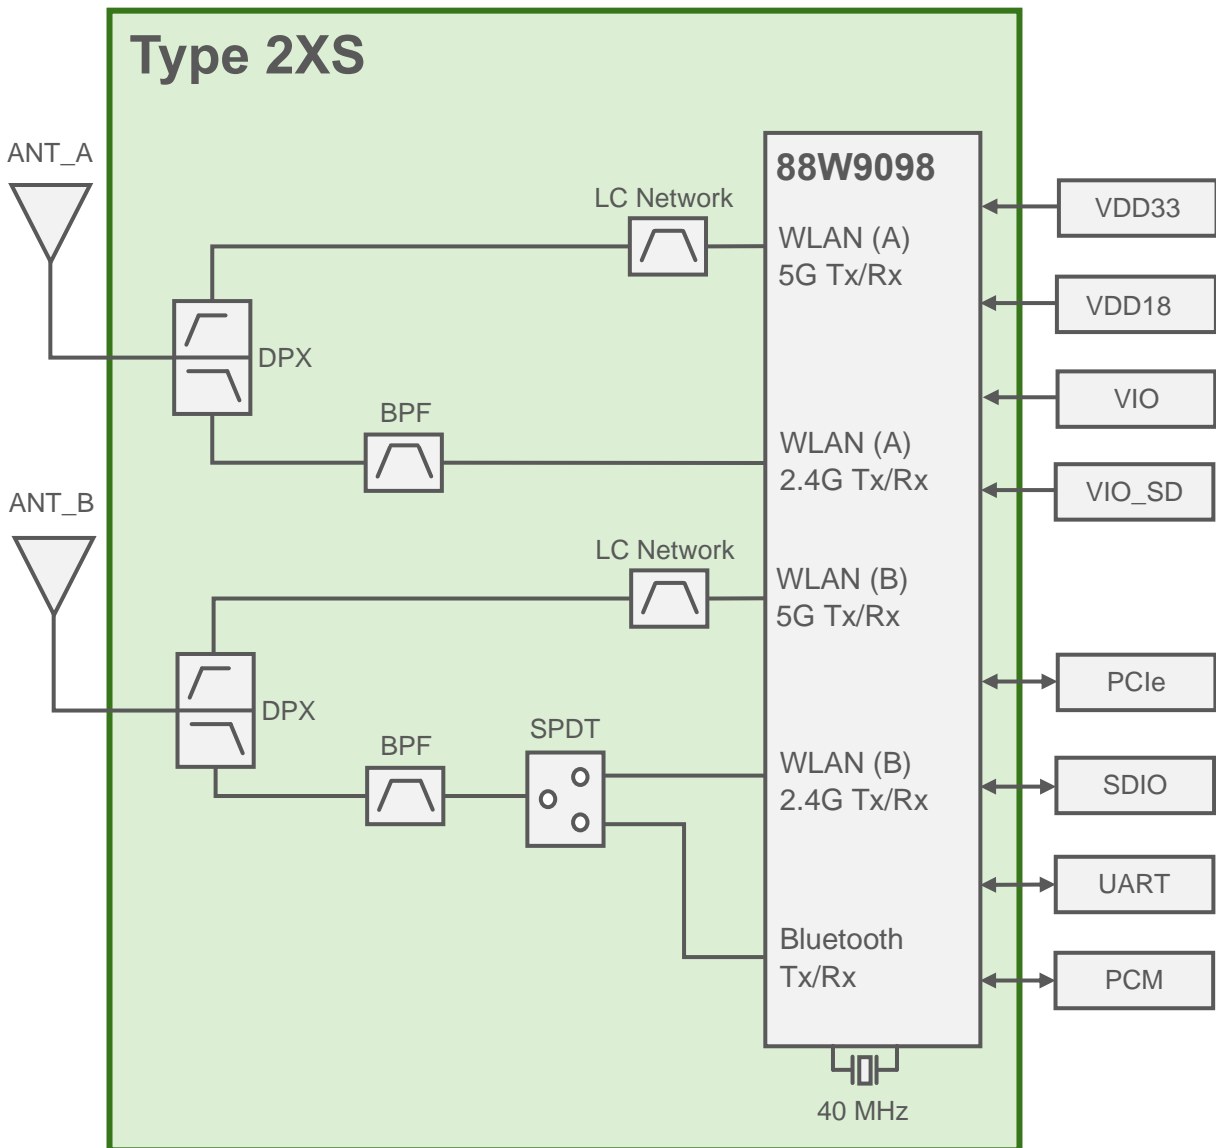 Type 2XS
ANT_A
88W9098
LC Network
VDD33
WLAN (A)
5G Tx/Rx
VDD18
DPX
VIO
BPF
WLAN (A)
2.4G Tx/Rx
VIO_SD
ANT_B
LC Network
WLAN (B)
5G Tx/Rx
PCIe
DPX
SPDT
BPF
WLAN (B)
2.4G Tx/Rx
SDIO
UART
Bluetooth
Tx/Rx
PCM
40 MHz